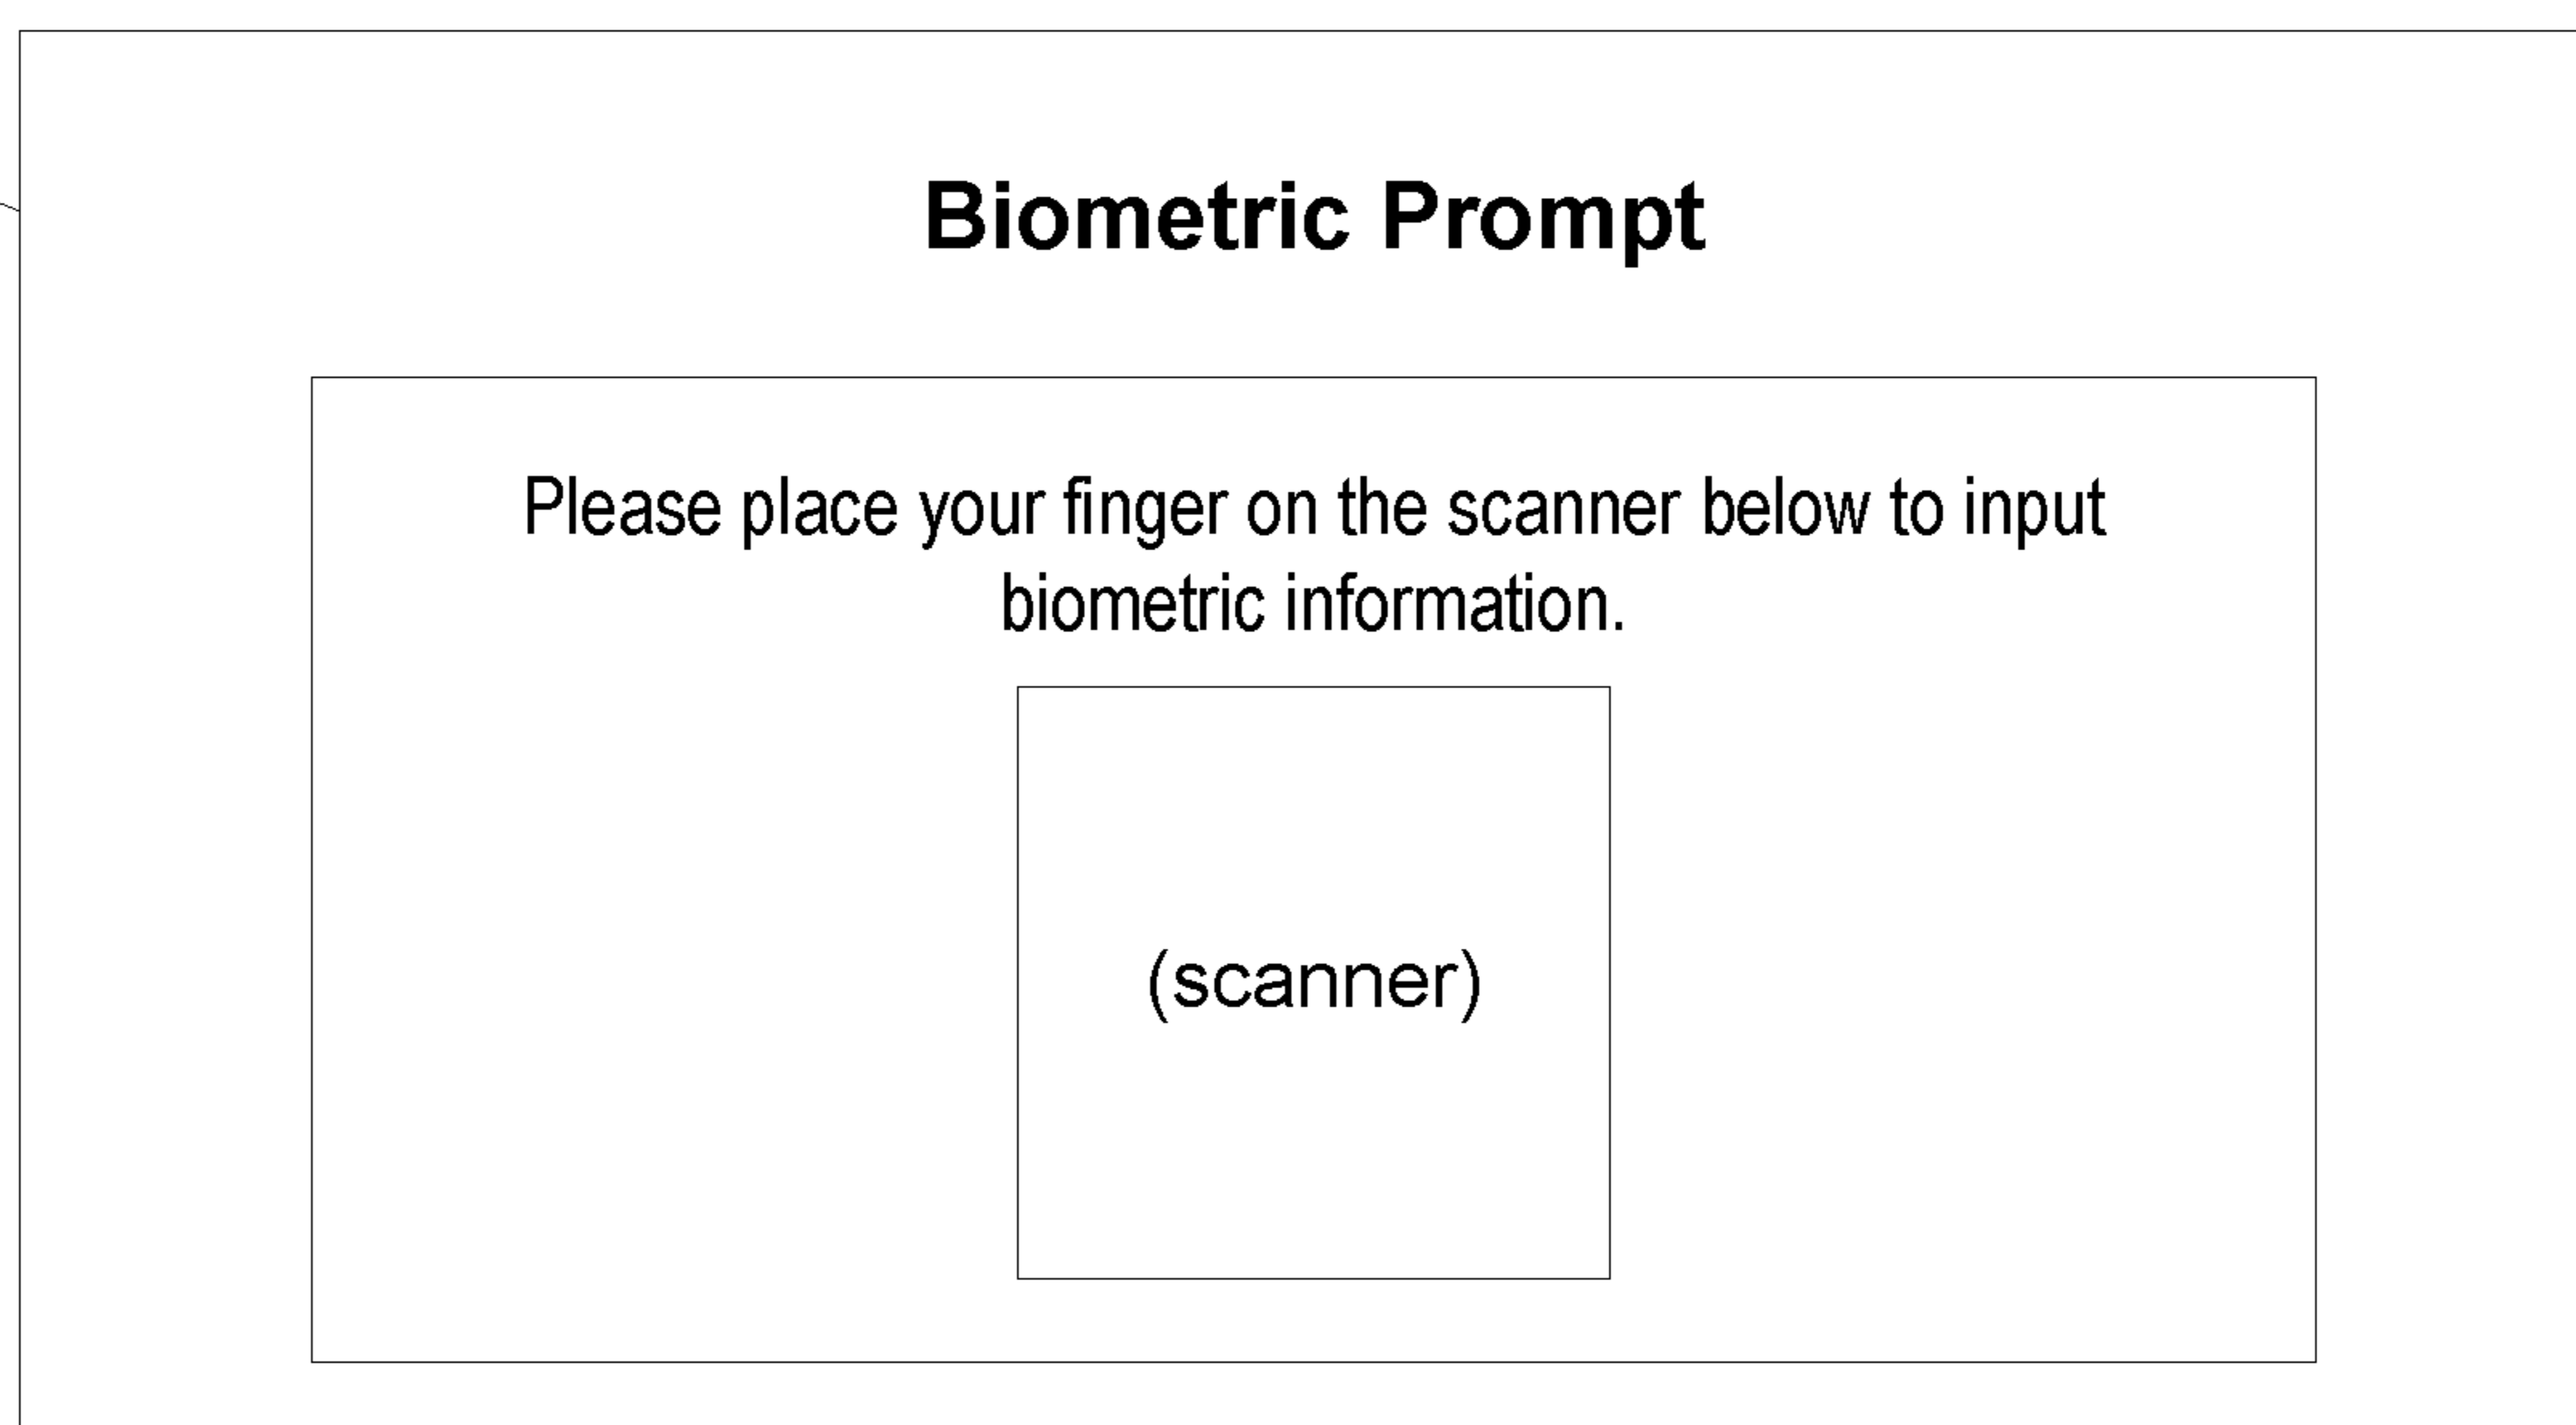 Biometric Prompt
Please place your finger on the scanner below to input
biometric information.
(scanner)